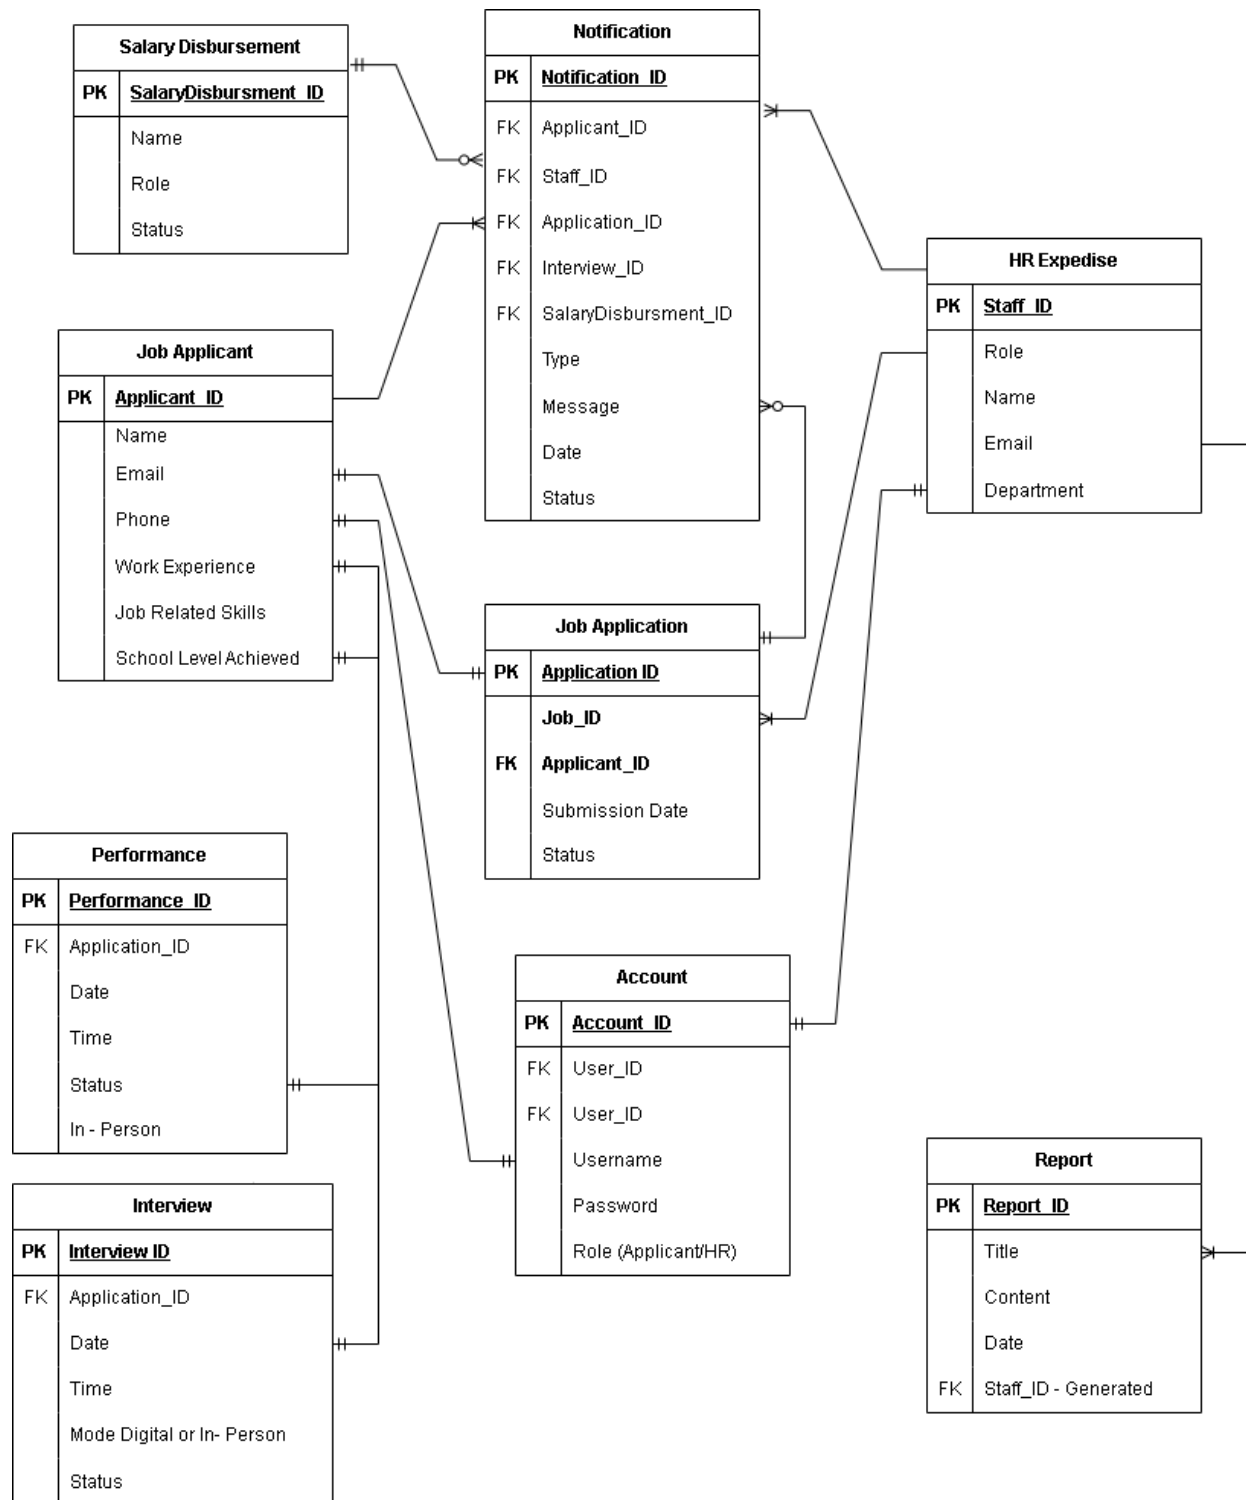 Salary Disbursement
PK SalaryDisbursment_ID
Name
Role
Status
Notification
PK Notification_ID
FK Applicant_ID
FK Staff_ID
FK Application_ID
FK Interview_ID
FK SalaryDisbursment_ID
Type
Message
Date
Status
HR Expedise
PK Staff_ID
Role
Name
Email
Department
Job Applicant
PK Applicant_ID
Name
Email
Phone
Work Experience
Job Related Skills
School Level Achieved
Job Application
PK Application ID
Job_ID
FK Applicant_ID
Submission Date
Status
Performance
PK Performance_ID
FK Application_ID
Date
Time
Status
In - Person
Account
PK Account_ID
FK User_ID
FK User_ID
Username
Password
Role (Applicant/HR)
Interview
PK Interview ID
FK Application_ID
Date
Time
Mode Digital or In- Person
Status
Report
PK Report_ID
Title
Content
Date
FK Staff_ID - Generated